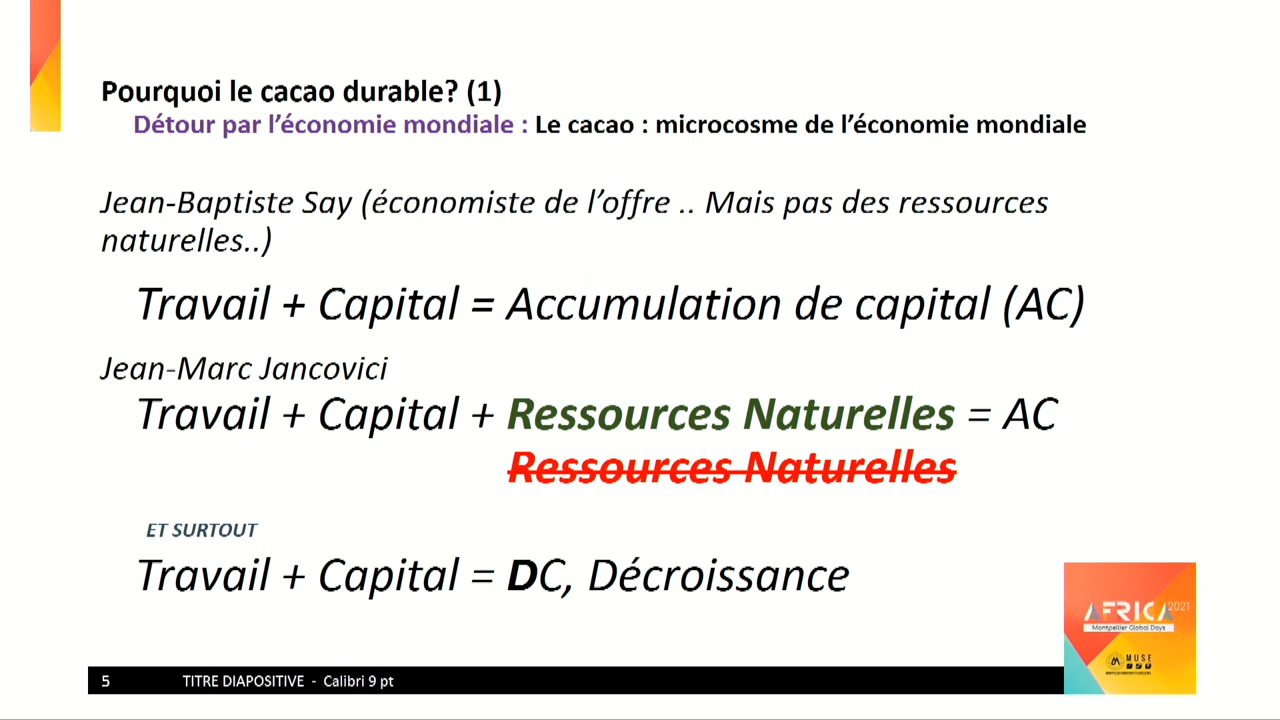 Pourquoi le cacao durable? (1)
Détour par l’économie mondiale : Le cacao : microcosme de l’économie mondiale
Jean-Baptiste Say (économiste de l’offre .. Mais pas des ressources
naturelles..)
Travail + Capital = Accumulation de capital (AC)
Jean-Marc Jancovici
Travail + Capital + Ressources Naturelles = AC
Ressources Naturelles
ET SURTOUT
Travail + Capital = DC, Décroissance
AFRICA 2021
Montpellier Global Days
MUSE
5 TITRE DIAPOSITIVE - Calibri 9 pt